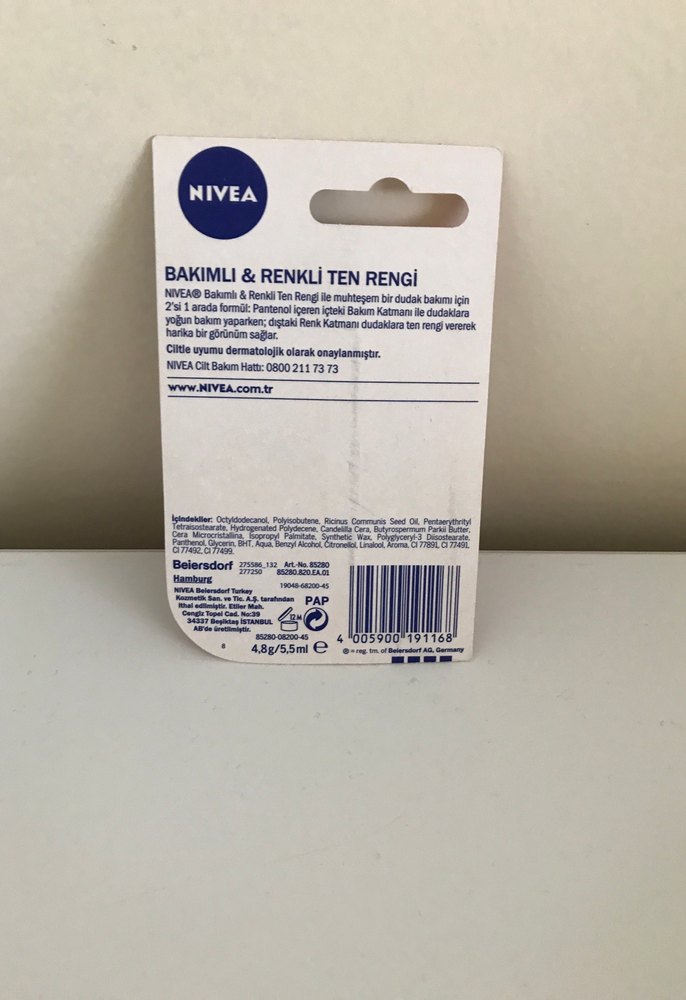 NIVEA
BAKIMLI & RENKLİ TEN RENGİ
NIVEA® Bakımlı & Renkli Ten Rengi ile muhteşem bir dudak bakımı için
2'si 1 arada formül: Pantenol içeren içteki Bakım Katmanı ile dudaklara
yoğun bakım yaparken; dıştaki Renk Katmanı dudaklara ten rengi vererek
harika bir görünüm sağlar.
Ciltle uyumu dermatolojik olarak onaylanmıştır.
NIVEA Cilt Bakım Hattı: 0800 211 73 73
www.NIVEA.com.tr
İçindekiler: Octyldodecanol, Polyisobutene, Ricinus Communis Seed Oil, Pentaerythrityl
Tetraisostearate, Hydrogenated Polydecene, Candelilla Cera, Butyrospermum Parkii Butter,
Cera Microcristallina, Isopropyl Palmitate, Synthetic Wax, Polyglyceryl-3 Diisostearate,
Panthenol, Glycerin, BHT, Aqua, Benzyl Alcohol, Citronellol, Linalool, Aroma, CI 77891, CI 77491,
CI 77492, CI 77499.
Beiersdorf 275586_132 Art.-No. 85280
Hamburg 277250 85280.820.EA.01
19048-68200-45
NIVEA Beiersdorf Turkey
Kozmetik San. ve Tic. A.Ş. tarafından
ithal edilmiştir. Etiler Mah.
Cengiz Topel Cad. No:39
34337 Beşiktaş İSTANBUL
AB'de üretilmiştir.
PAP
12 M
85280-08200-45
8 4,8g/5,5ml e
4 005900 191168
® = reg. tm. of Beiersdorf AG, Germany